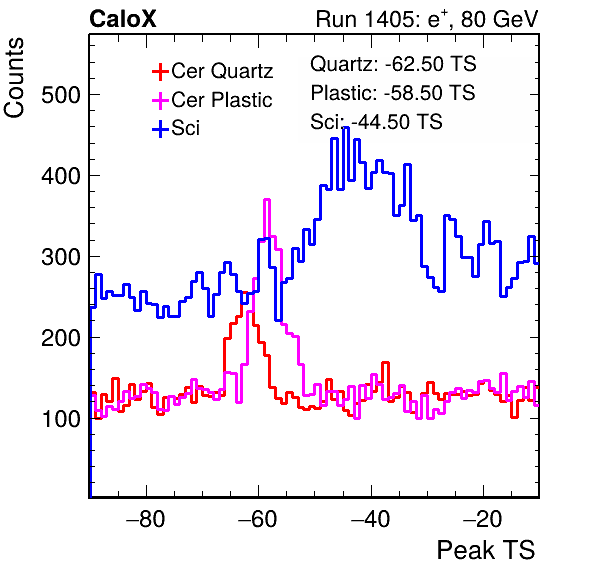 CaloX Run 1405: e⁺, 80 GeV
Counts
Cer Quartz
Cer Plastic
Sci
Quartz: -62.50 TS
Plastic: -58.50 TS
Sci: -44.50 TS
500
400
300
200
100
−80 −60 −40 −20
Peak TS